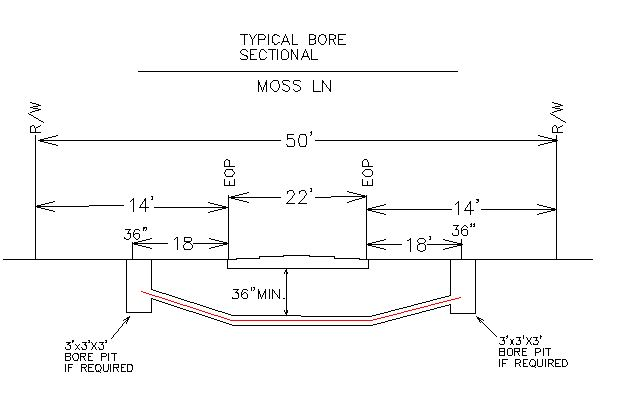 TYPICAL BORE
SECTIONAL
MOSS LN
R/W
R/W
50'
EOP
EOP
22'
14'
14'
36"
18
18'
36"
36"MIN.
3'x3'X3'
BORE PIT
IF REQUIRED
3'x3'X3'
BORE PIT
IF REQUIRED